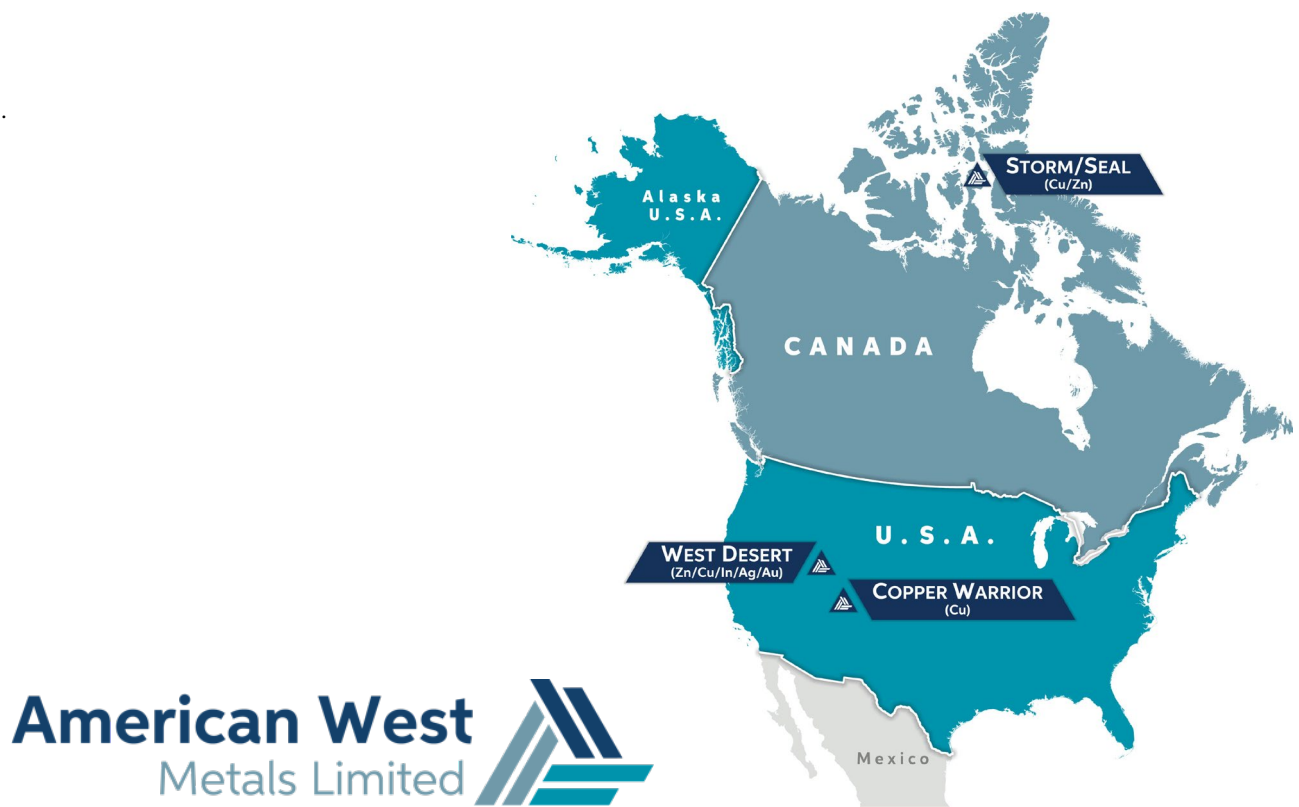 .
STORM/SEAL
(Cu/Zn)
Alaska
U.S.A.
CANADA
U.S.A.
WEST DESERT
(Zn/Cu/In/Ag/Au)
COPPER WARRIOR
(Cu)
American West
Metals Limited
Mexico